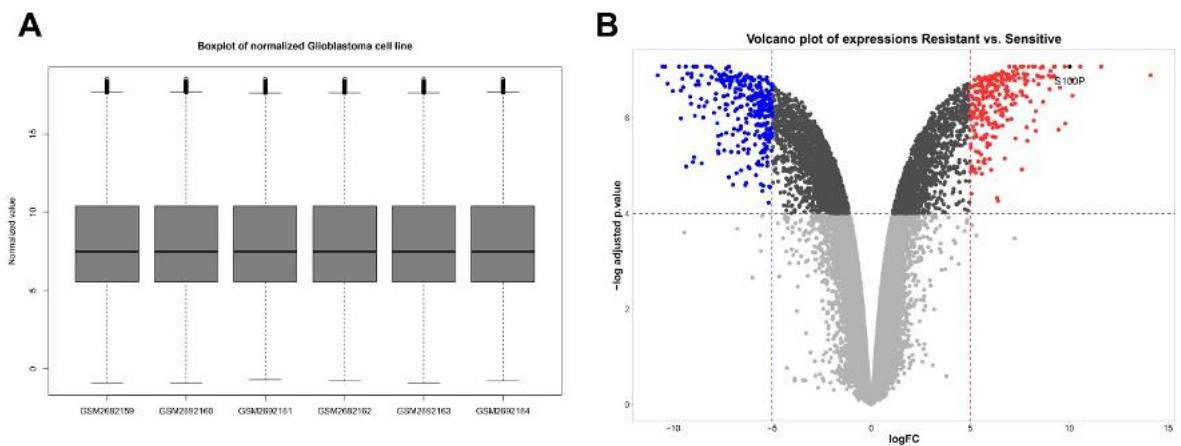 A
Boxplot of normalized Glioblastoma cell line
Normalized value
15
10
5
0
GSM2692159
GSM2692160
GSM2692161
GSM2692162
GSM2692163
GSM2692164
B
Volcano plot of expressions Resistant vs. Sensitive
S100P
−log adjusted p.value
6
4
2
0
−10
−5
0
5
10
15
logFC